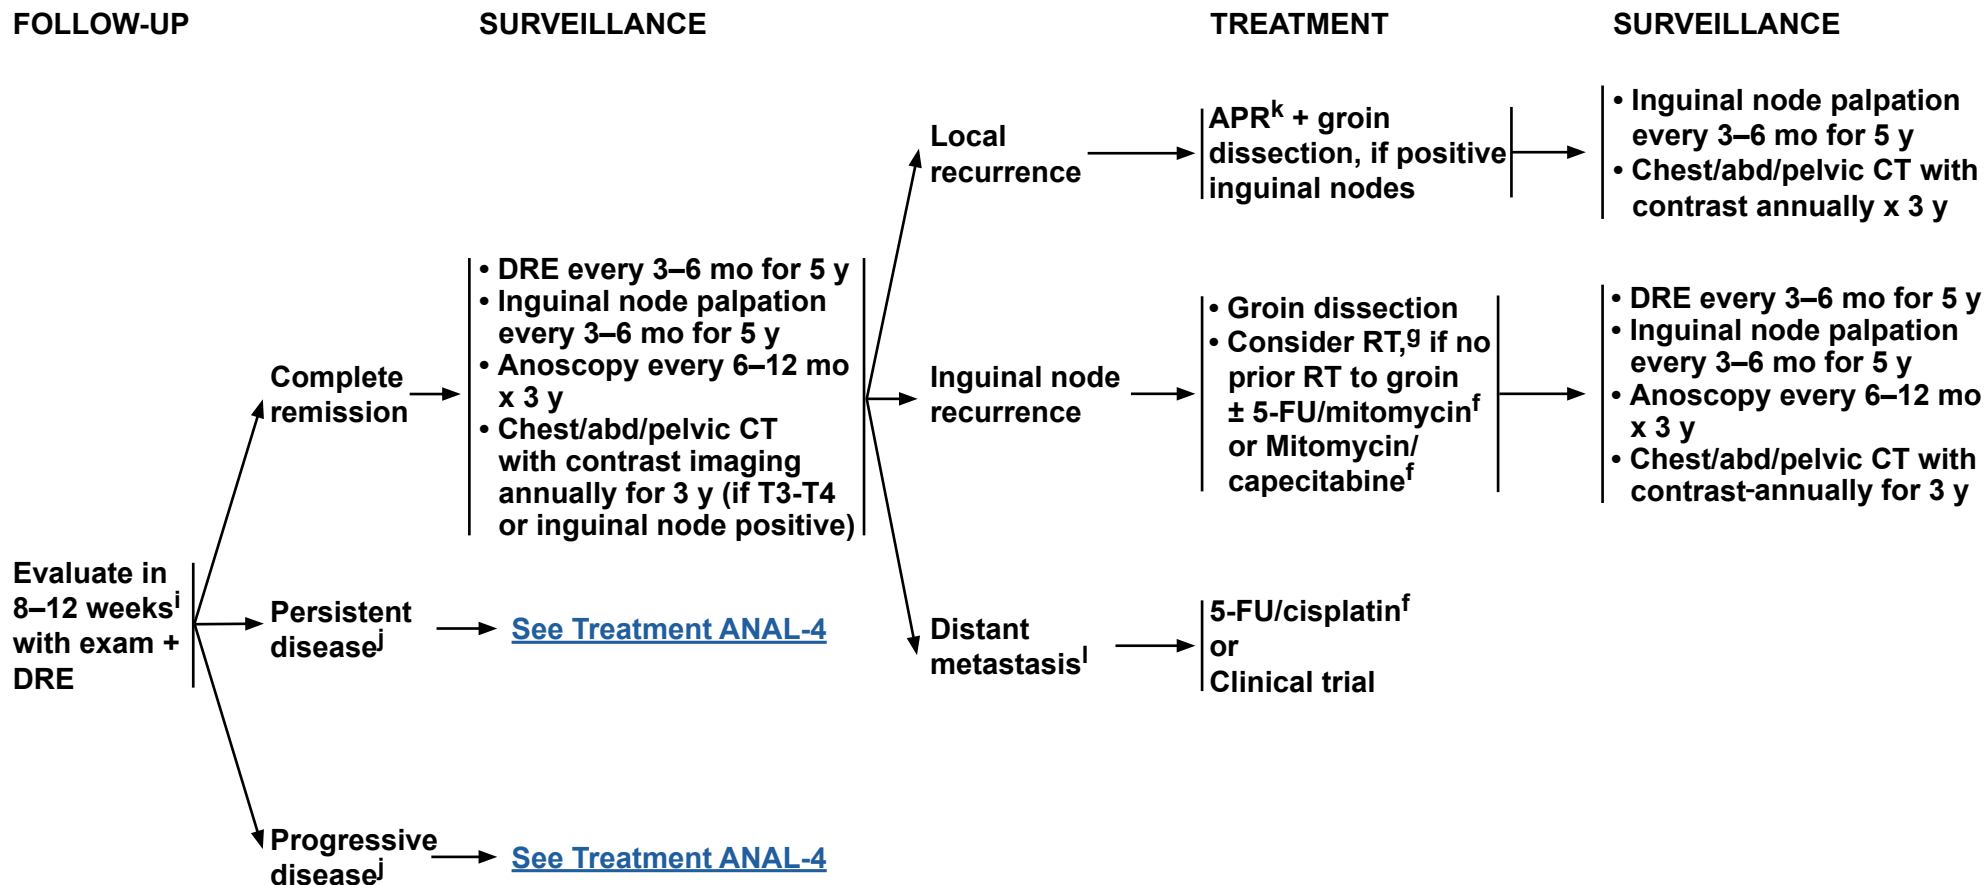 FOLLOW-UP
SURVEILLANCE
TREATMENT
SURVEILLANCE
Evaluate in
8–12 weeksⁱ
with exam +
DRE
Complete
remission
• DRE every 3–6 mo for 5 y
• Inguinal node palpation
every 3–6 mo for 5 y
• Anoscopy every 6–12 mo
x 3 y
• Chest/abd/pelvic CT
with contrast imaging
annually for 3 y (if T3-T4
or inguinal node positive)
Local
recurrence
APRᵏ + groin
dissection, if positive
inguinal nodes
• Inguinal node palpation
every 3–6 mo for 5 y
• Chest/abd/pelvic CT with
contrast annually x 3 y
Inguinal node
recurrence
• Groin dissection
• Consider RT,ᵍ if no
prior RT to groin
± 5-FU/mitomycinᶠ
or Mitomycin/
capecitabineᶠ
• DRE every 3–6 mo for 5 y
• Inguinal node palpation
every 3–6 mo for 5 y
• Anoscopy every 6–12 mo
x 3 y
• Chest/abd/pelvic CT with
contrast-annually for 3 y
Distant
metastasisˡ
5-FU/cisplatinᶠ
or
Clinical trial
Persistent
diseaseʲ
See Treatment ANAL-4
Progressive
diseaseʲ
See Treatment ANAL-4